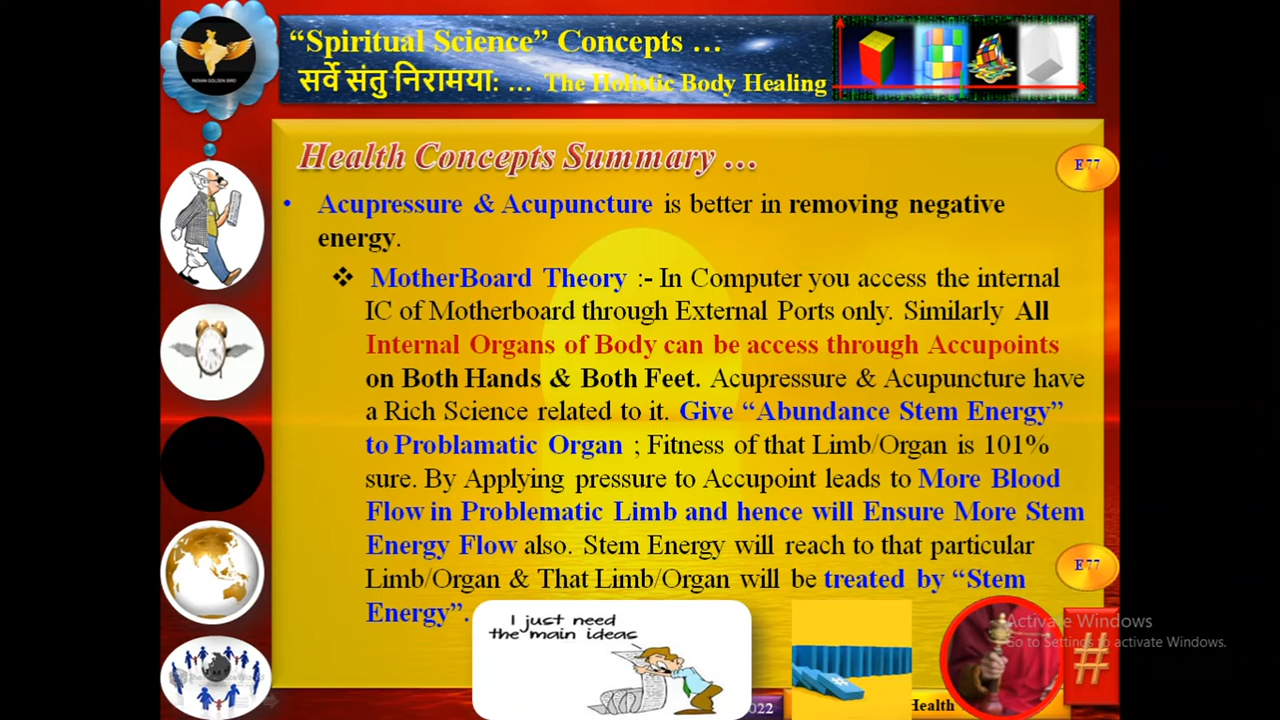 “Spiritual Science” Concepts …
सर्वे संतु निरामया: … The Holistic Body Healing
INDIAN GOLDEN BIRD
Health Concepts Summary …
E77
• Acupressure & Acupuncture is better in removing negative
energy.
❖ MotherBoard Theory :- In Computer you access the internal
IC of Motherboard through External Ports only. Similarly All
Internal Organs of Body can be access through Accupoints
on Both Hands & Both Feet. Acupressure & Acupuncture have
a Rich Science related to it. Give “Abundance Stem Energy”
to Problamatic Organ ; Fitness of that Limb/Organ is 101%
sure. By Applying pressure to Accupoint leads to More Blood
Flow in Problematic Limb and hence will Ensure More Stem
Energy Flow also. Stem Energy will reach to that particular
Limb/Organ & That Limb/Organ will be treated by “Stem
Energy”.
E77
I just need
the main ideas
Activate Windows
Go to Settings to activate Windows.
#
022
Health